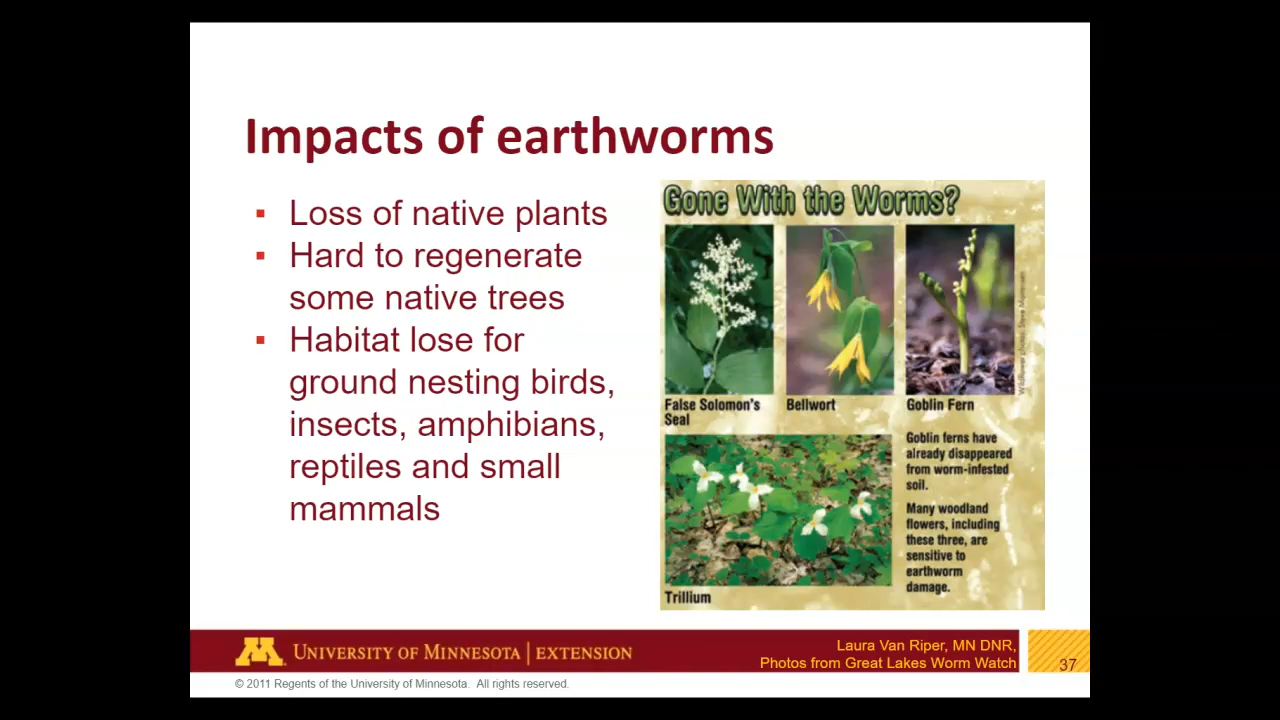 Impacts of earthworms
▪ Loss of native plants
▪ Hard to regenerate
some native trees
▪ Habitat lose for
ground nesting birds,
insects, amphibians,
reptiles and small
mammals
Gone With the Worms?
False Solomon's
Seal
Bellwort
Goblin Fern
Goblin ferns have
already disappeared
from worm-infested
soil.
Many woodland
flowers, including
these three, are
sensitive to
earthworm
damage.
Trillium
UNIVERSITY OF MINNESOTA | EXTENSION
Laura Van Riper, MN DNR,
Photos from Great Lakes Worm Watch
37
© 2011 Regents of the University of Minnesota. All rights reserved.